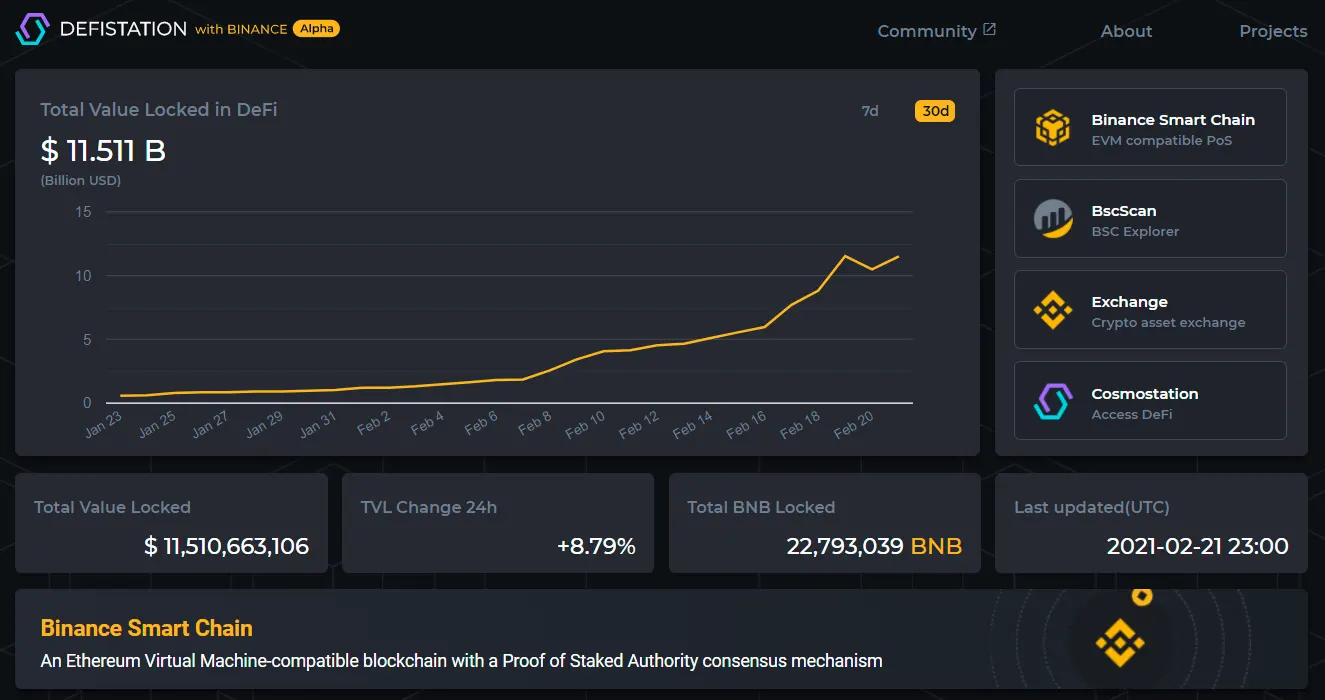 DEFISTATION with BINANCE Alpha
Community About Projects
Total Value Locked in DeFi
7d 30d
$ 11.511 B
(Billion USD)
15
10
5
0
Jan 23 Jan 25 Jan 27 Jan 29 Jan 31 Feb 2 Feb 4 Feb 6 Feb 8 Feb 10 Feb 12 Feb 14 Feb 16 Feb 18 Feb 20
Binance Smart Chain
EVM compatible PoS
BscScan
BSC Explorer
Exchange
Crypto asset exchange
Cosmostation
Access DeFi
Total Value Locked
$ 11,510,663,106
TVL Change 24h
+8.79%
Total BNB Locked
22,793,039 BNB
Last updated(UTC)
2021-02-21 23:00
Binance Smart Chain
An Ethereum Virtual Machine-compatible blockchain with a Proof of Staked Authority consensus mechanism